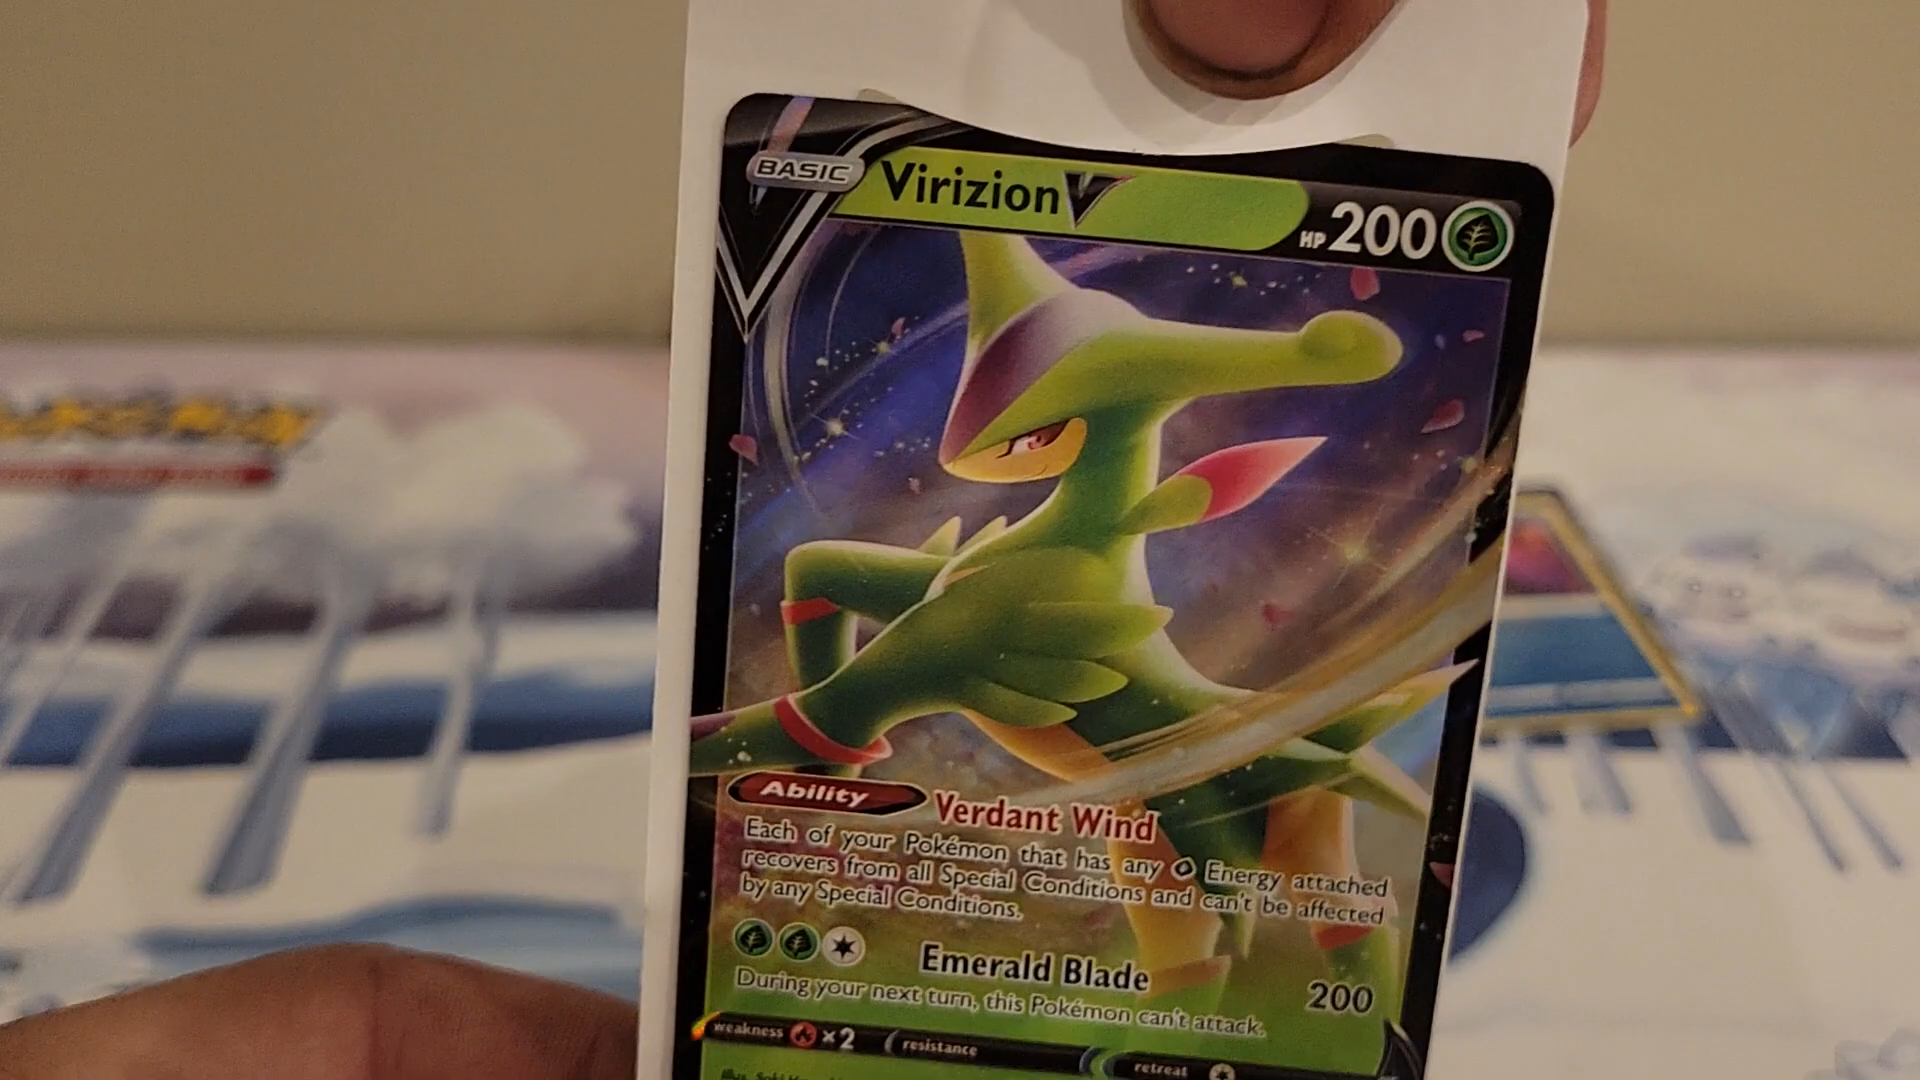 BASIC
Virizion V
HP 200
Ability
Verdant Wind
Each of your Pokémon that has any Energy attached
recovers from all Special Conditions and can't be affected
by any Special Conditions.
Emerald Blade
200
During your next turn, this Pokémon can't attack.
weakness ×2
resistance
retreat
Illus.